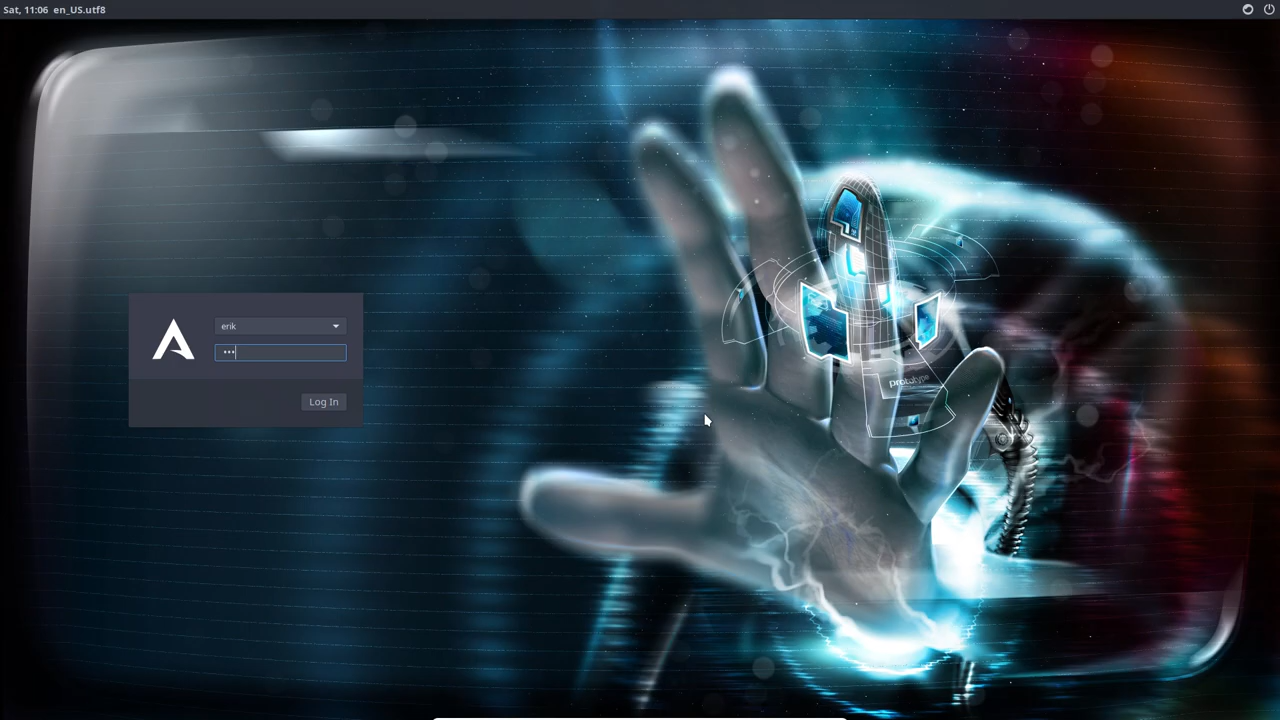 Sat, 11:06 en_US.utf8
erik
•••
Log In
prototype